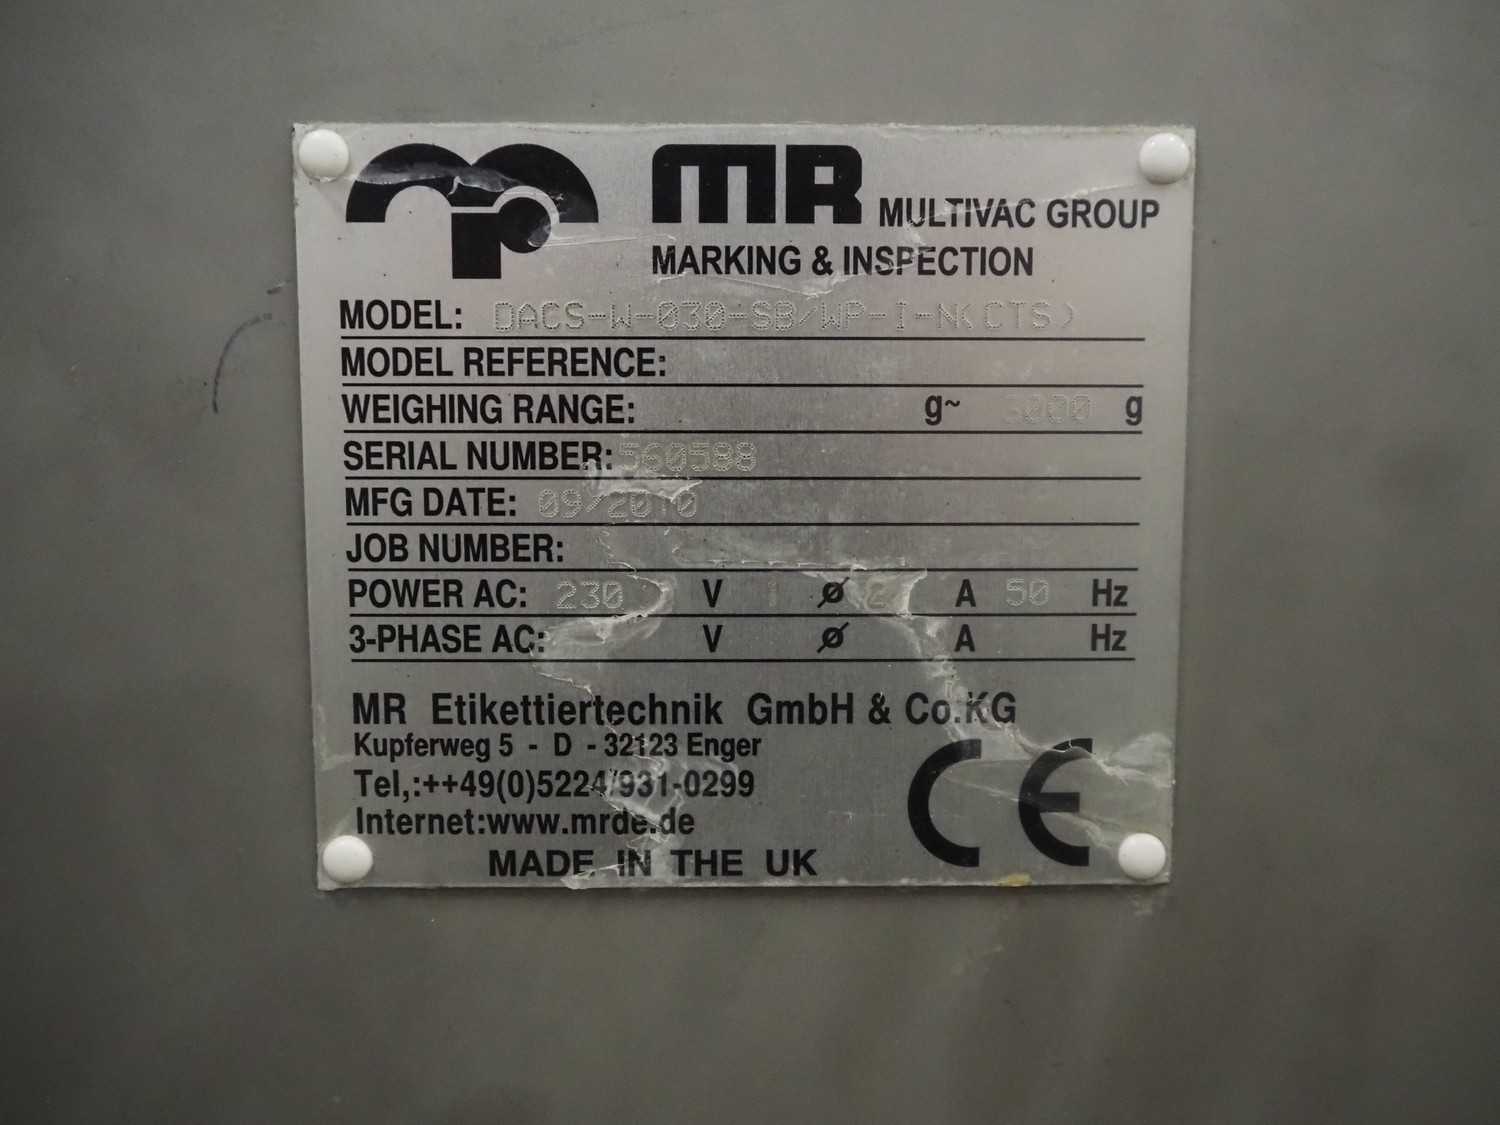 MR MULTIVAC GROUP
MARKING & INSPECTION
MODEL: DACS-W-030-SB/WP-I-N(CTS)
MODEL REFERENCE:
WEIGHING RANGE: g~ 3000 g
SERIAL NUMBER: 560588
MFG DATE: 09/2010
JOB NUMBER:
POWER AC: 230 V 1 ø 2 A 50 Hz
3-PHASE AC: V ø A Hz
MR Etikettiertechnik GmbH & Co.KG
Kupferweg 5 - D - 32123 Enger
Tel,:++49(0)5224/931-0299
Internet:www.mrde.de
CE
MADE IN THE UK